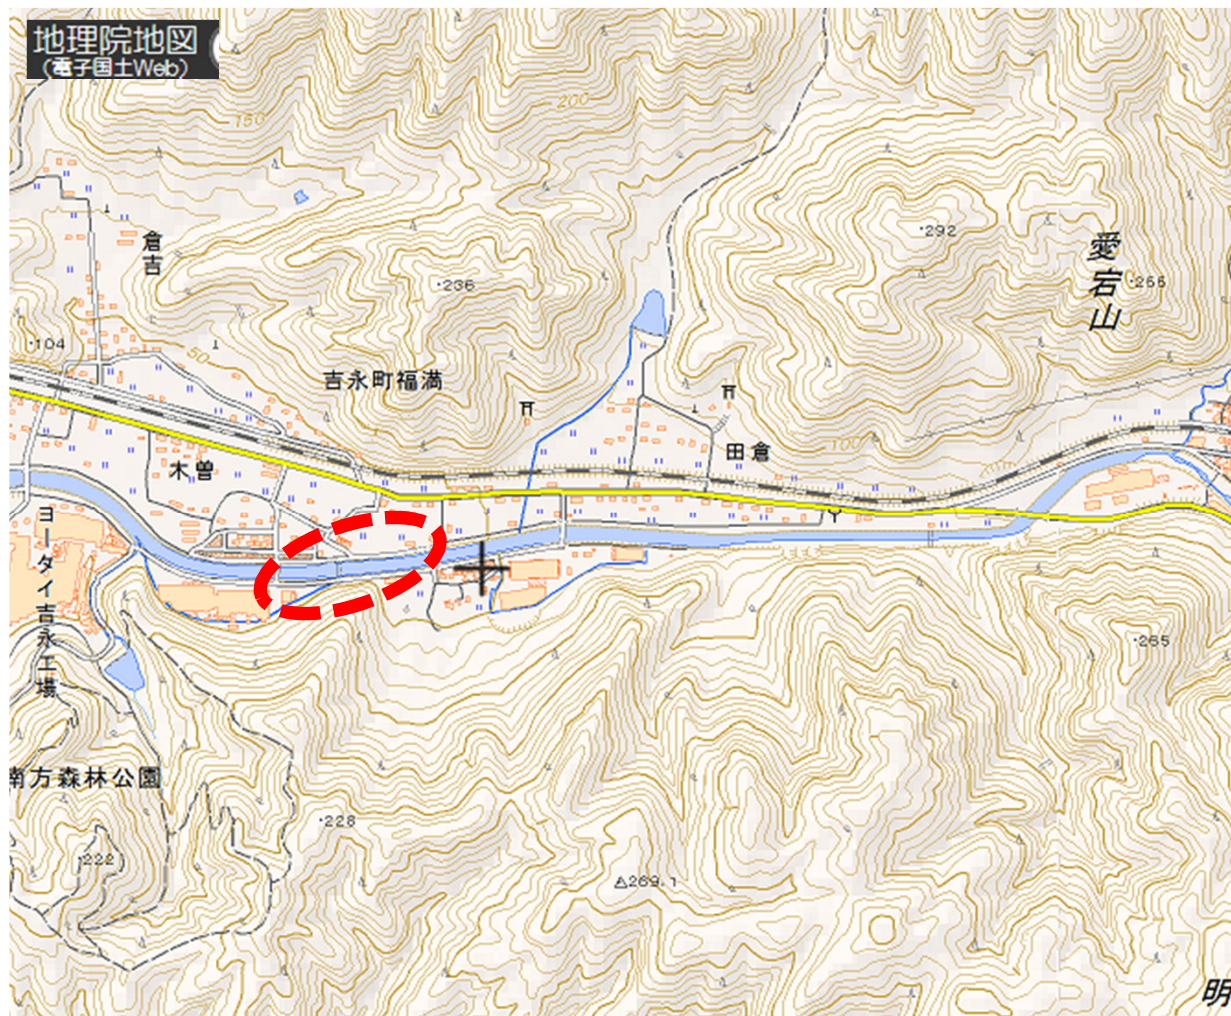 地理院地図
(電子国土Web)
200
150
倉吉
・292
愛宕山
・266
・236
・104
50
吉永町福満
100
田倉
木曽
ヨータイ吉永工場
・265
南方森林公園
・228
・222
△269.1
明